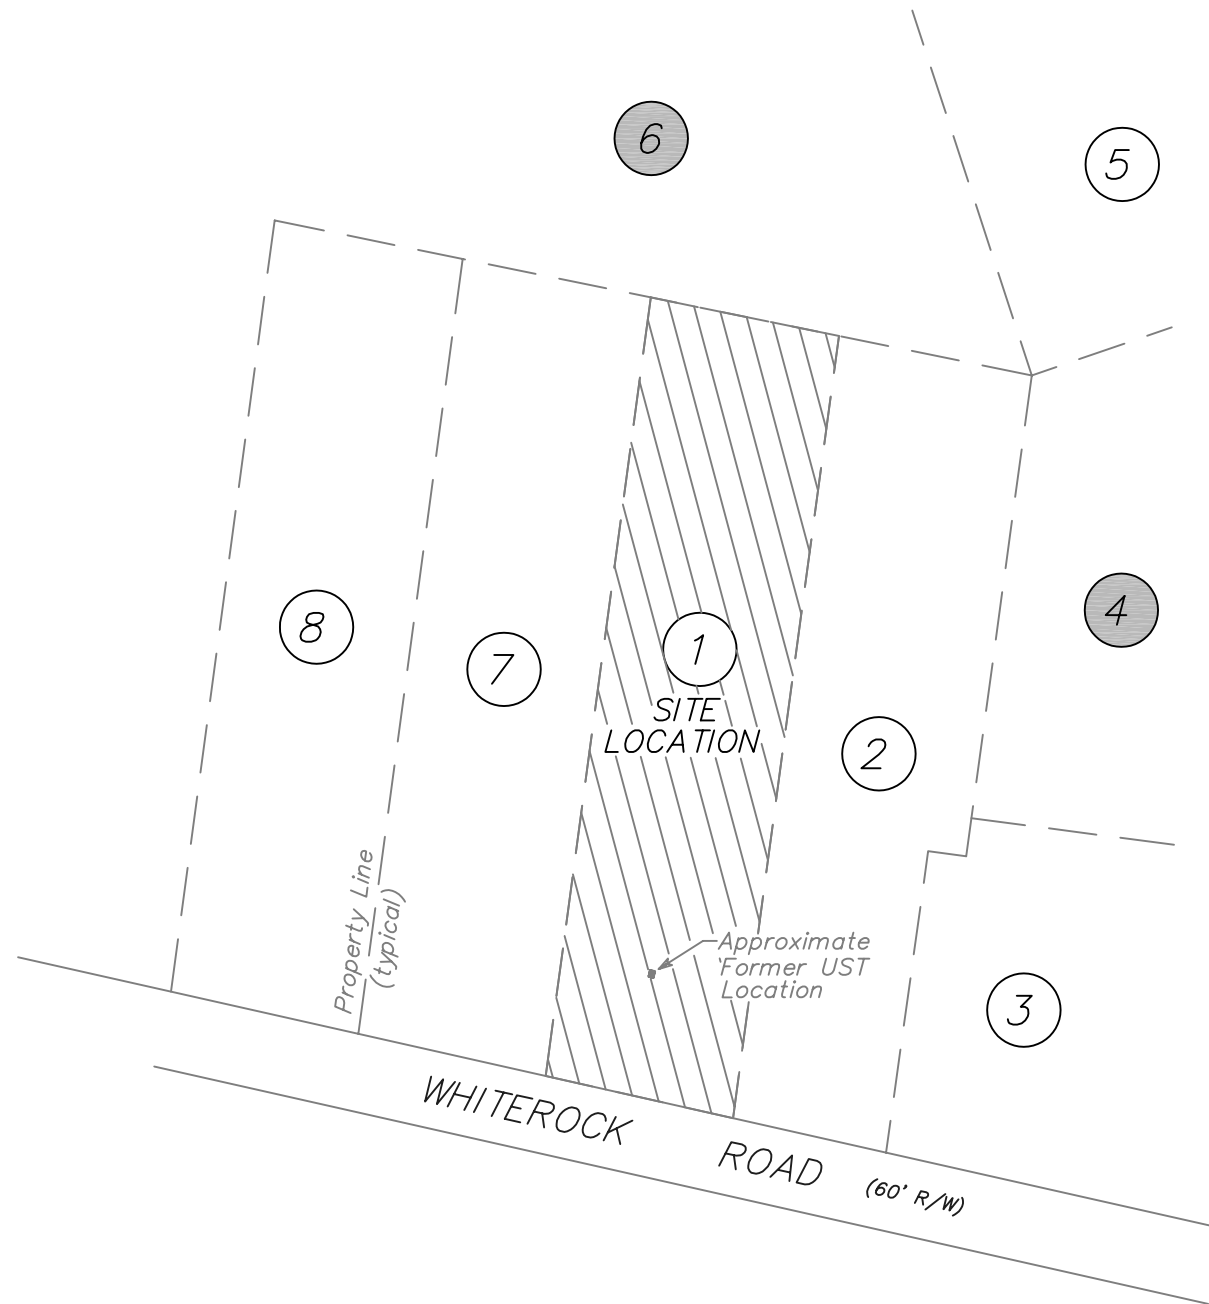 6
5
8
7
1
SITE
LOCATION
4
2
3
Property Line
(typical)
Approximate
Former UST
Location
WHITEROCK ROAD (60' R/W)